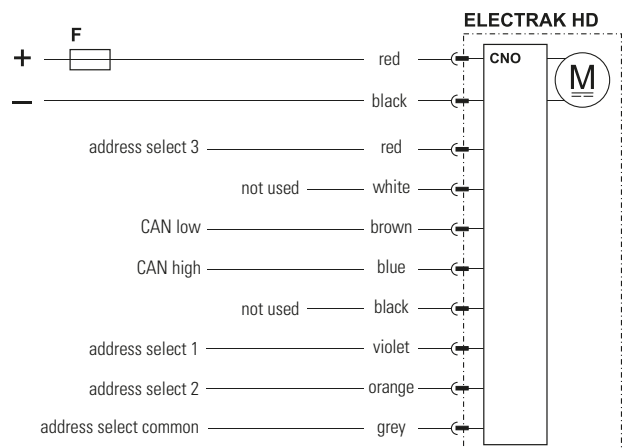 ELECTRAK HD
F
+ red CNO
M
− black
address select 3 red
not used white
CAN low brown
CAN high blue
not used black
address select 1 violet
address select 2 orange
address select common grey